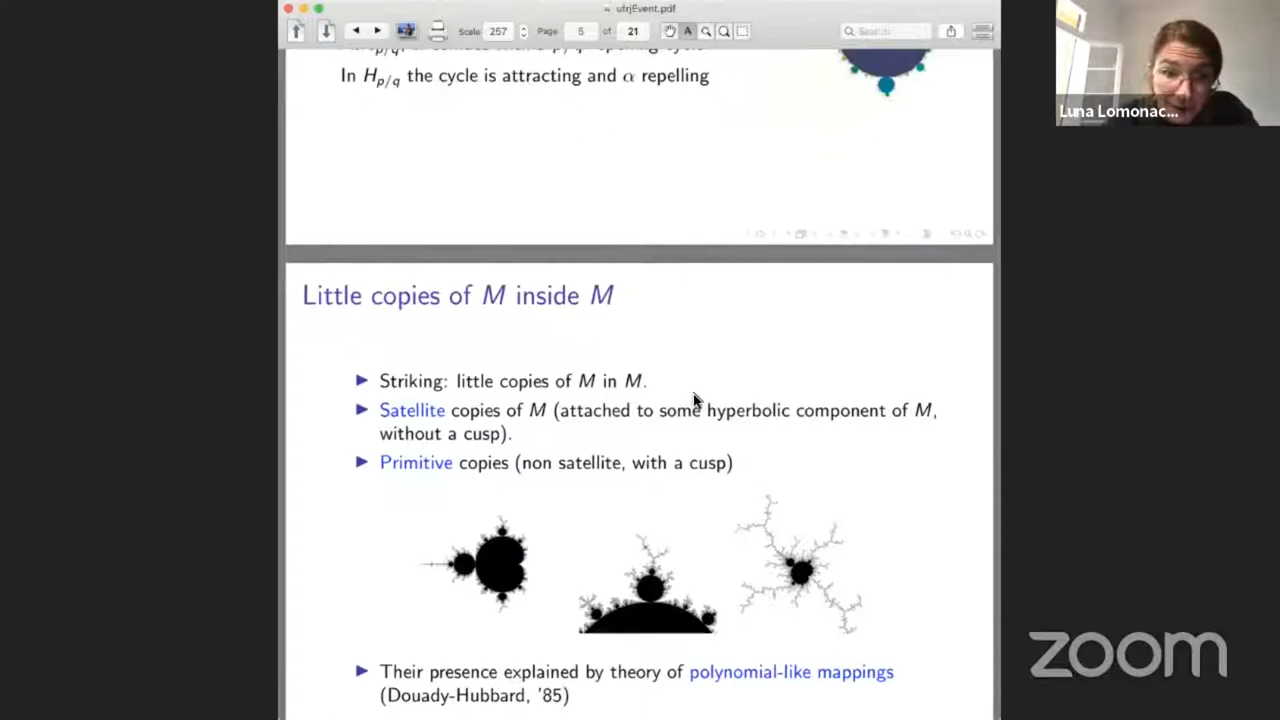 ufrjEvent.pdf
Scale 257 Page 5 of 21 Search
In H_{p/q} the cycle is attracting and α repelling
Luna Lomonac...
Little copies of M inside M
▶ Striking: little copies of M in M.
▶ Satellite copies of M (attached to some hyperbolic component of M,
without a cusp).
▶ Primitive copies (non satellite, with a cusp)
▶ Their presence explained by theory of polynomial-like mappings
(Douady-Hubbard, '85)
zoom